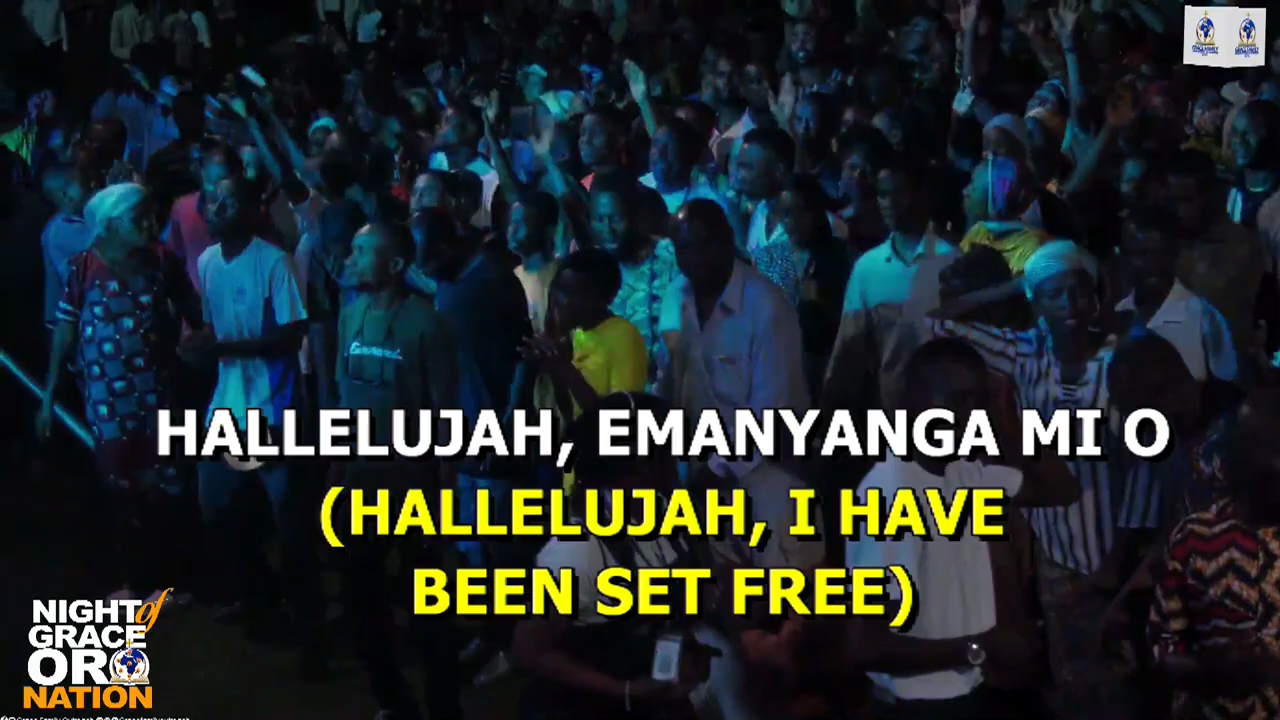 HALLELUJAH, EMANYANGA MI O
(HALLELUJAH, I HAVE
BEEN SET FREE)
NIGHT of
GRACE
ORO
NATION